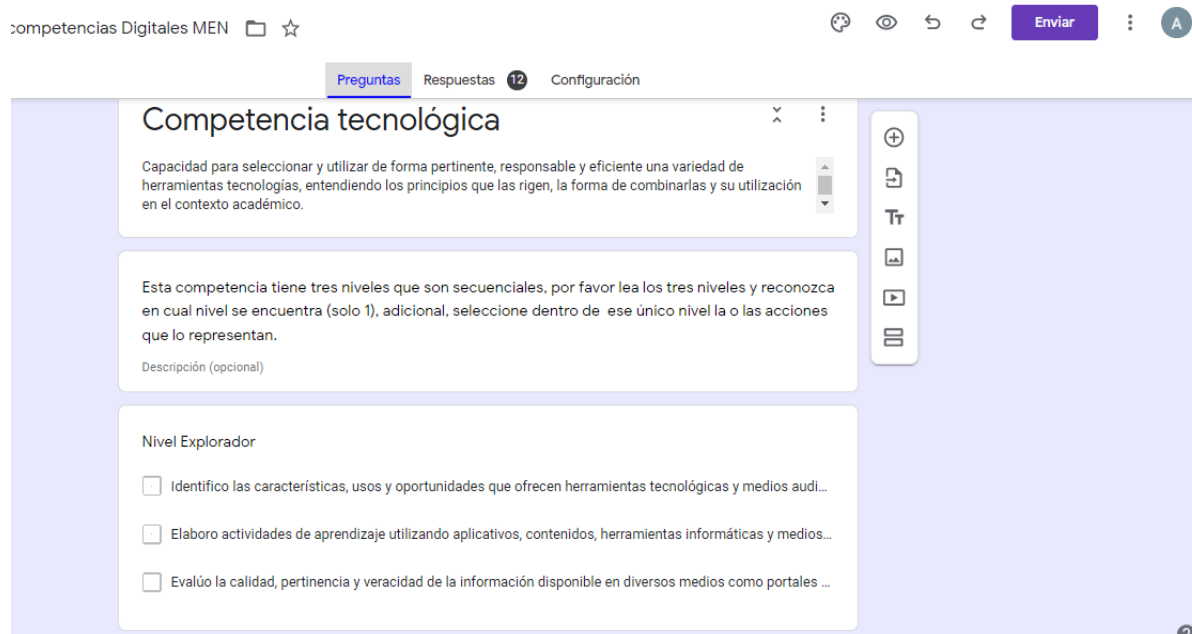 competencias Digitales MEN
Enviar
A
Preguntas
Respuestas 12
Configuración
Competencia tecnológica
Capacidad para seleccionar y utilizar de forma pertinente, responsable y eficiente una variedad de
herramientas tecnologías, entendiendo los principios que las rigen, la forma de combinarlas y su utilización
en el contexto académico.
Tт
Esta competencia tiene tres niveles que son secuenciales, por favor lea los tres niveles y reconozca
en cual nivel se encuentra (solo 1), adicional, seleccione dentro de ese único nivel la o las acciones
que lo representan.
Descripción (opcional)
Nivel Explorador
Identifico las características, usos y oportunidades que ofrecen herramientas tecnológicas y medios audi...
Elaboro actividades de aprendizaje utilizando aplicativos, contenidos, herramientas informáticas y medios...
Evalúo la calidad, pertinencia y veracidad de la información disponible en diversos medios como portales ...